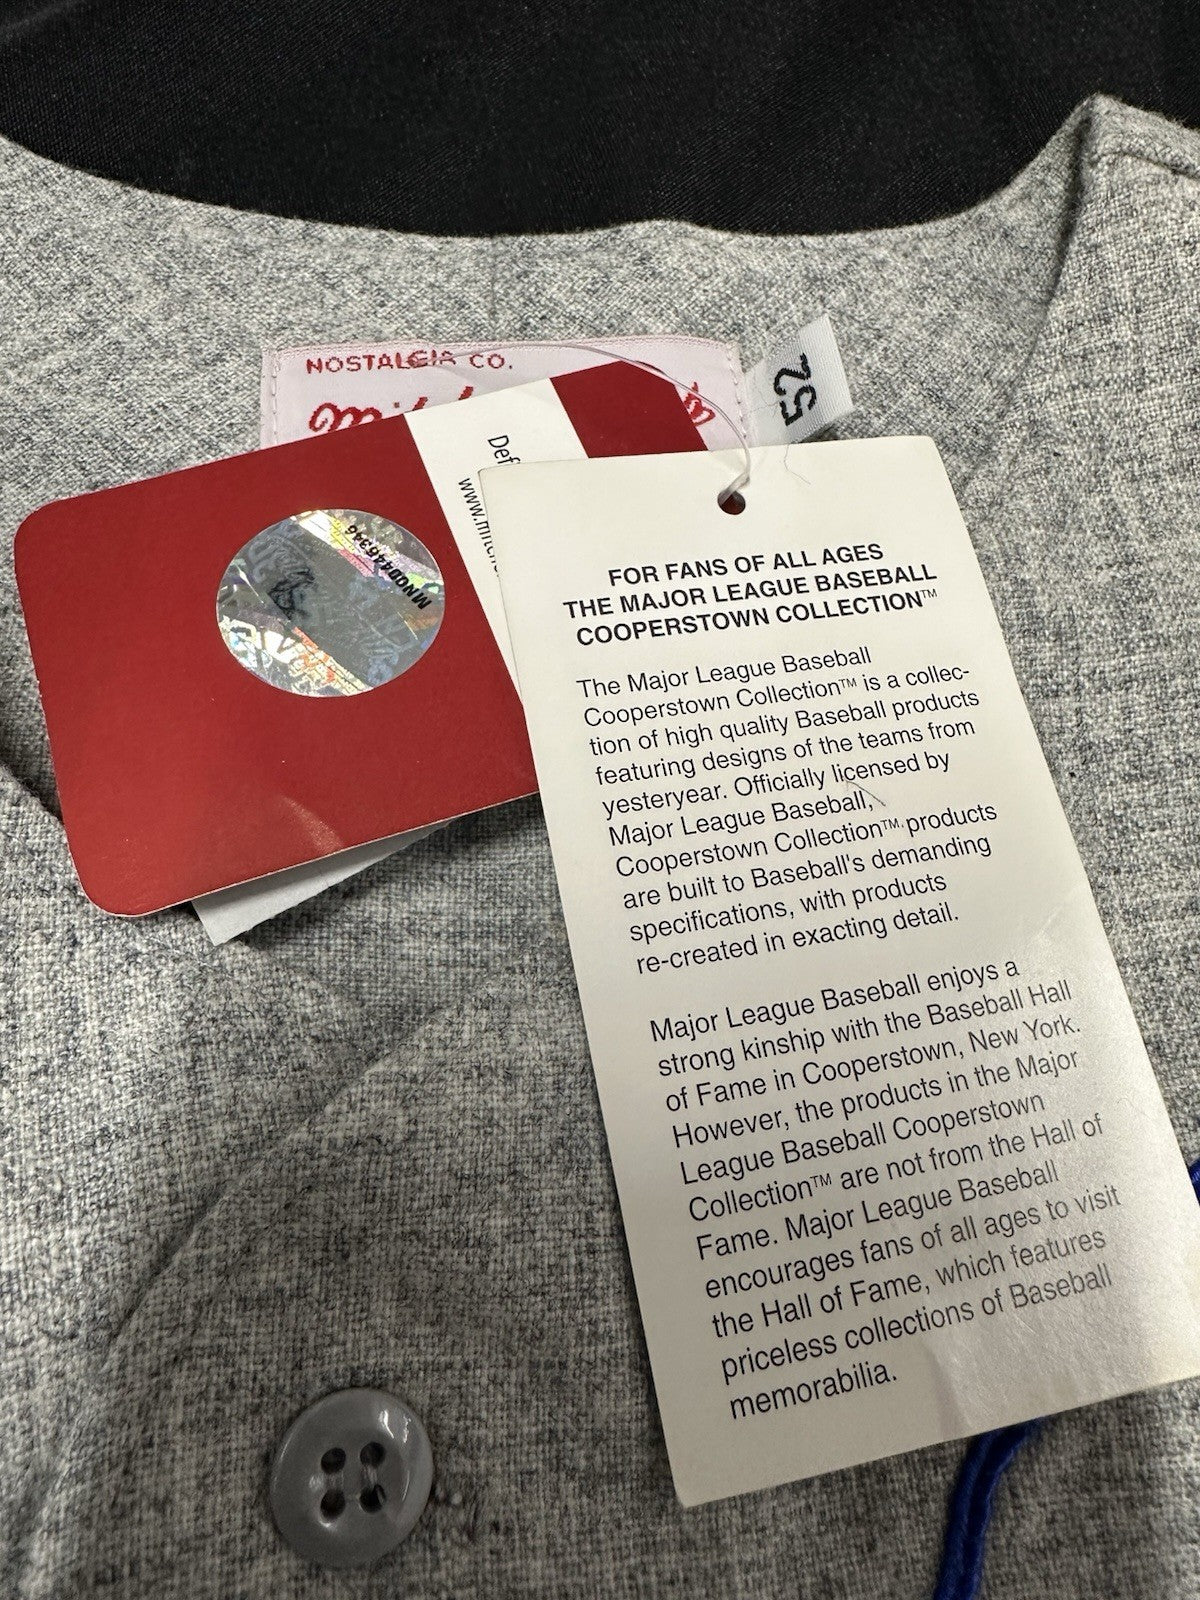 NOSTALGIA CO.
52
www.mitch
MNQD446346
FOR FANS OF ALL AGES
THE MAJOR LEAGUE BASEBALL
COOPERSTOWN COLLECTION™
The Major League Baseball
Cooperstown Collection™ is a collec-
tion of high quality Baseball products
featuring designs of the teams from
yesteryear. Officially licensed by
Major League Baseball,
Cooperstown Collection™ products
are built to Baseball's demanding
specifications, with products
re-created in exacting detail.
Major League Baseball enjoys a
strong kinship with the Baseball Hall
of Fame in Cooperstown, New York.
However, the products in the Major
League Baseball Cooperstown
Collection™ are not from the Hall of
Fame. Major League Baseball
encourages fans of all ages to visit
the Hall of Fame, which features
priceless collections of Baseball
memorabilia.